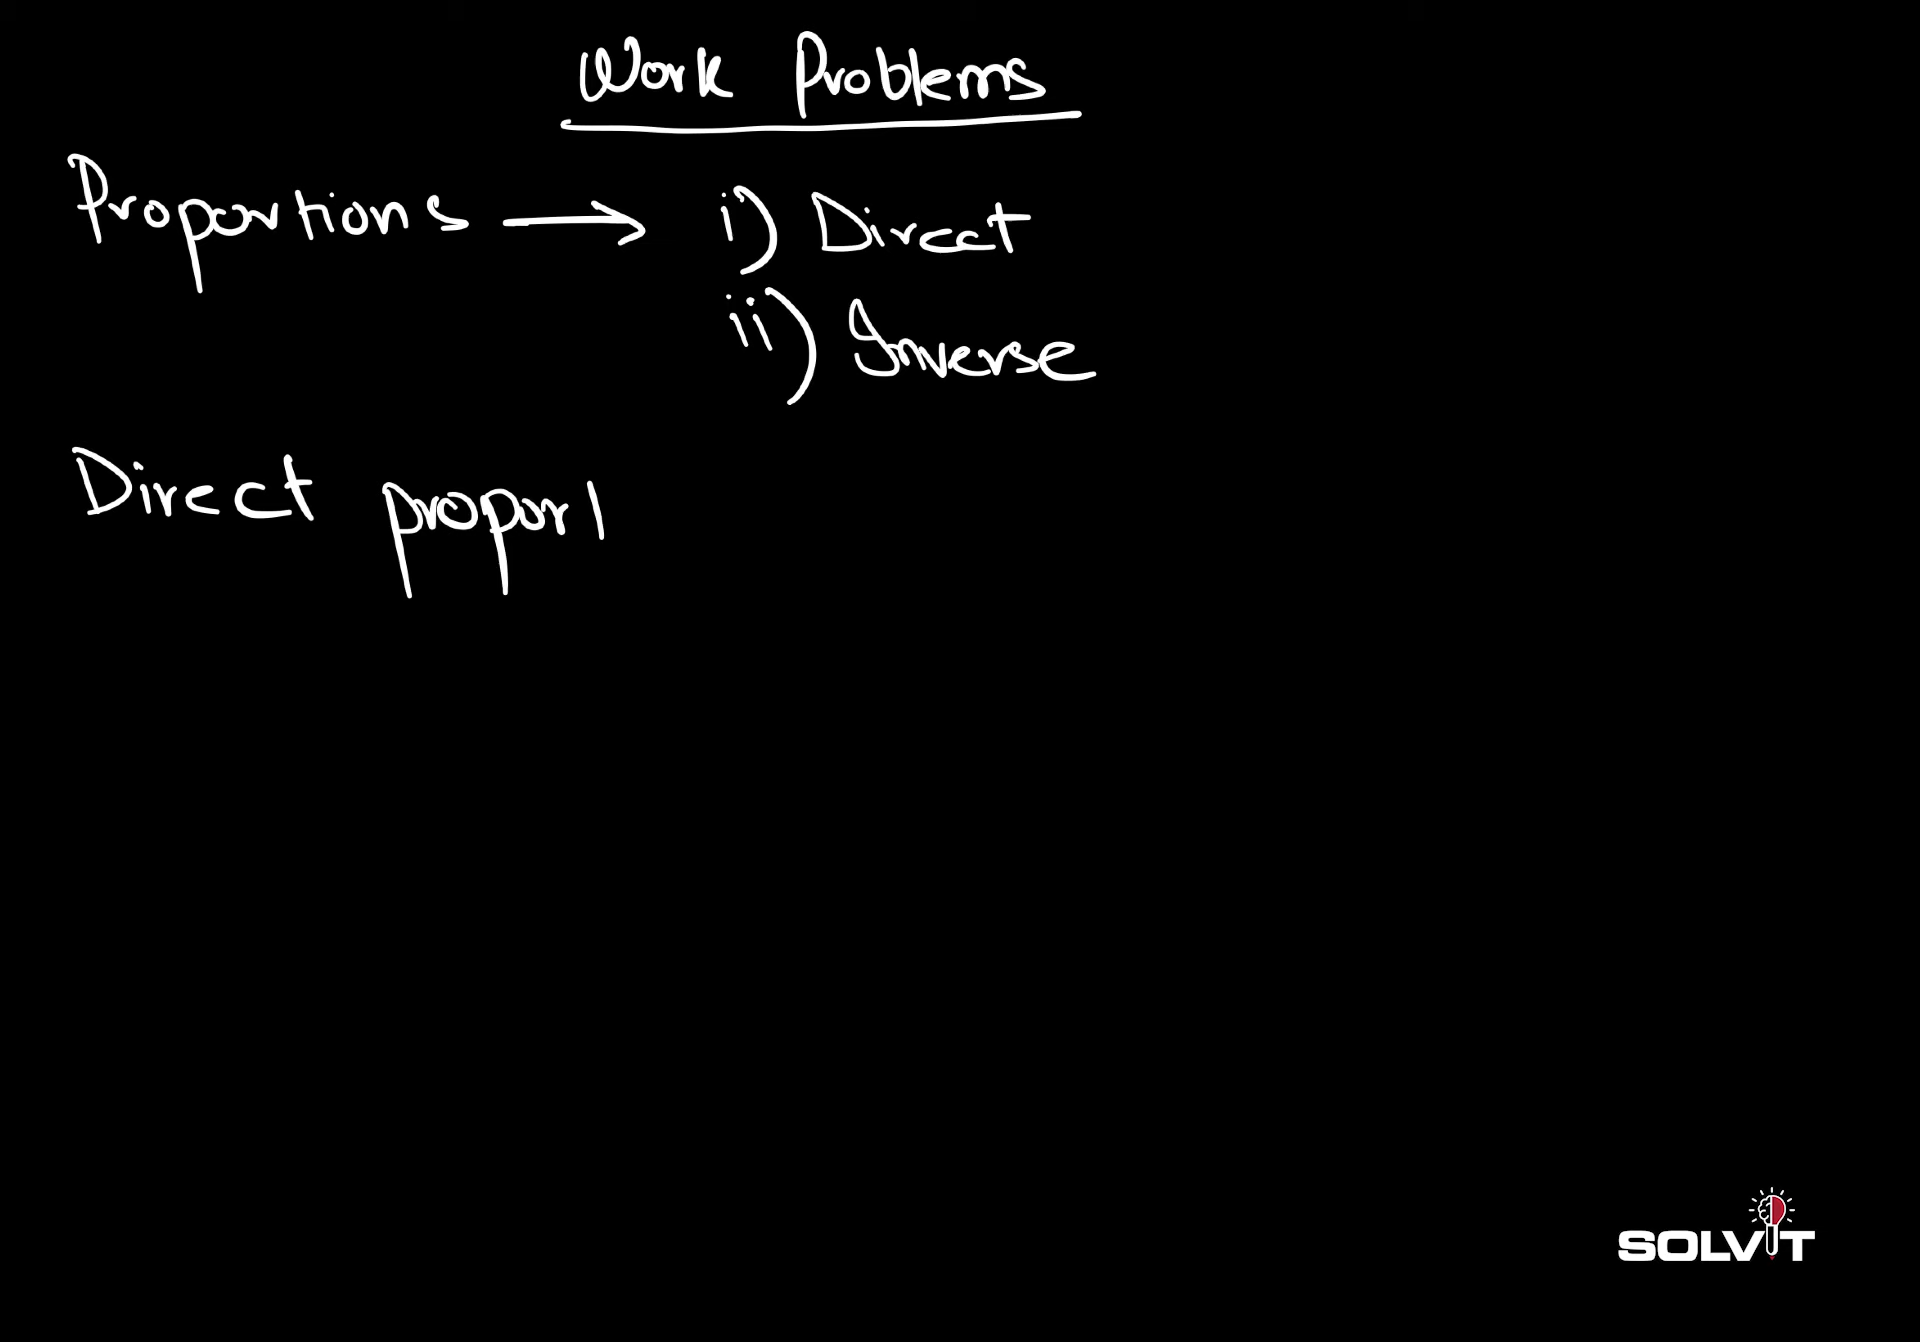 Work Problems
Proportions → i) Direct
ii) Inverse
Direct propor
SOLVIT